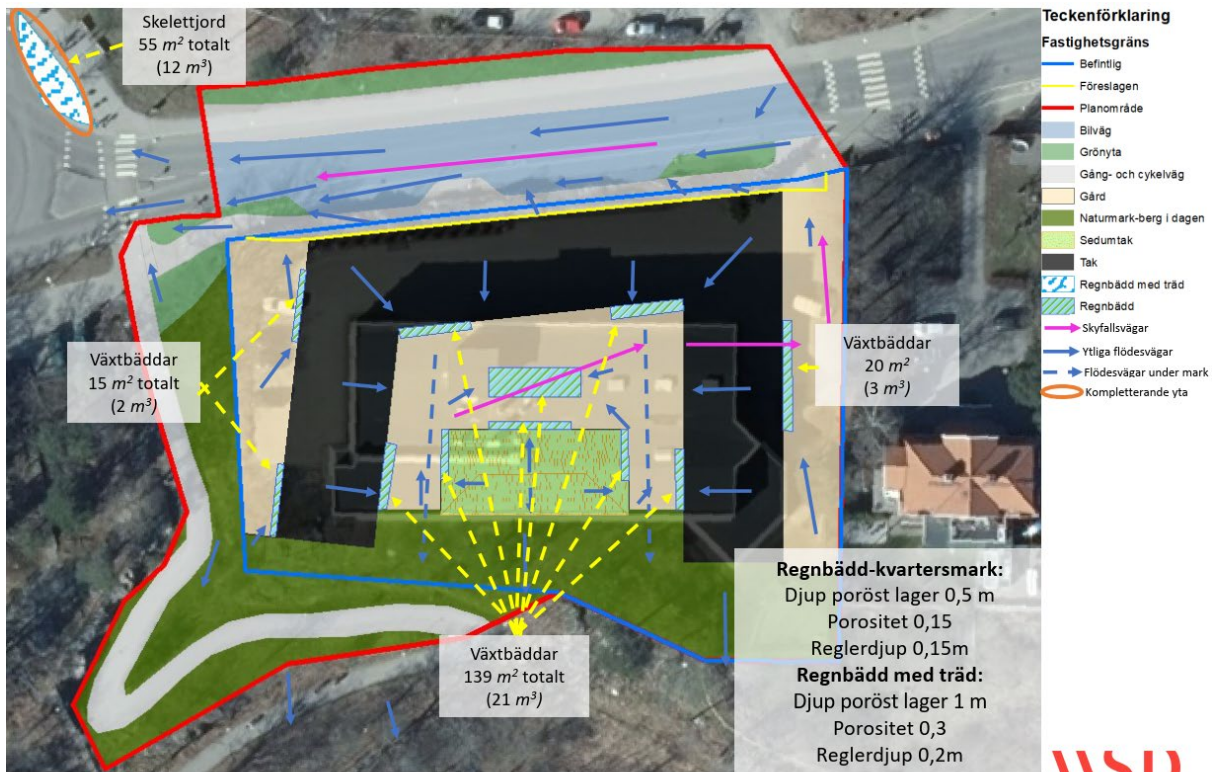 Skelettjord
55 m² totalt
(12 m³)
Växtbäddar
15 m² totalt
(2 m³)
Växtbäddar
20 m²
(3 m³)
Växtbäddar
139 m² totalt
(21 m³)
Regnbädd-kvartersmark:
Djup poröst lager 0,5 m
Porositet 0,15
Reglerdjup 0,15m
Regnbädd med träd:
Djup poröst lager 1 m
Porositet 0,3
Reglerdjup 0,2m
Teckenförklaring
Fastighetsgräns
Befintlig
Föreslagen
Planområde
Bilväg
Grönyta
Gång- och cykelväg
Gård
Naturmark-berg i dagen
Sedumtak
Tak
Regnbädd med träd
Regnbädd
Skyfallsvägar
Ytliga flödesvägar
Flödesvägar under mark
Kompletterande yta